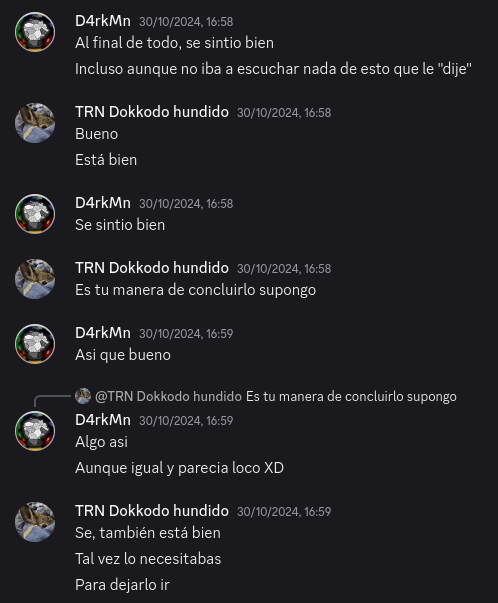 D4rkMn 30/10/2024, 16:58
Al final de todo, se sintio bien
Incluso aunque no iba a escuchar nada de esto que le "dije"
TRN Dokkodo hundido 30/10/2024, 16:58
Bueno
Está bien
D4rkMn 30/10/2024, 16:58
Se sintio bien
TRN Dokkodo hundido 30/10/2024, 16:58
Es tu manera de concluirlo supongo
D4rkMn 30/10/2024, 16:59
Asi que bueno
@TRN Dokkodo hundido Es tu manera de concluirlo supongo
D4rkMn 30/10/2024, 16:59
Algo asi
Aunque igual y parecia loco XD
TRN Dokkodo hundido 30/10/2024, 16:59
Se, también está bien
Tal vez lo necesitabas
Para dejarlo ir